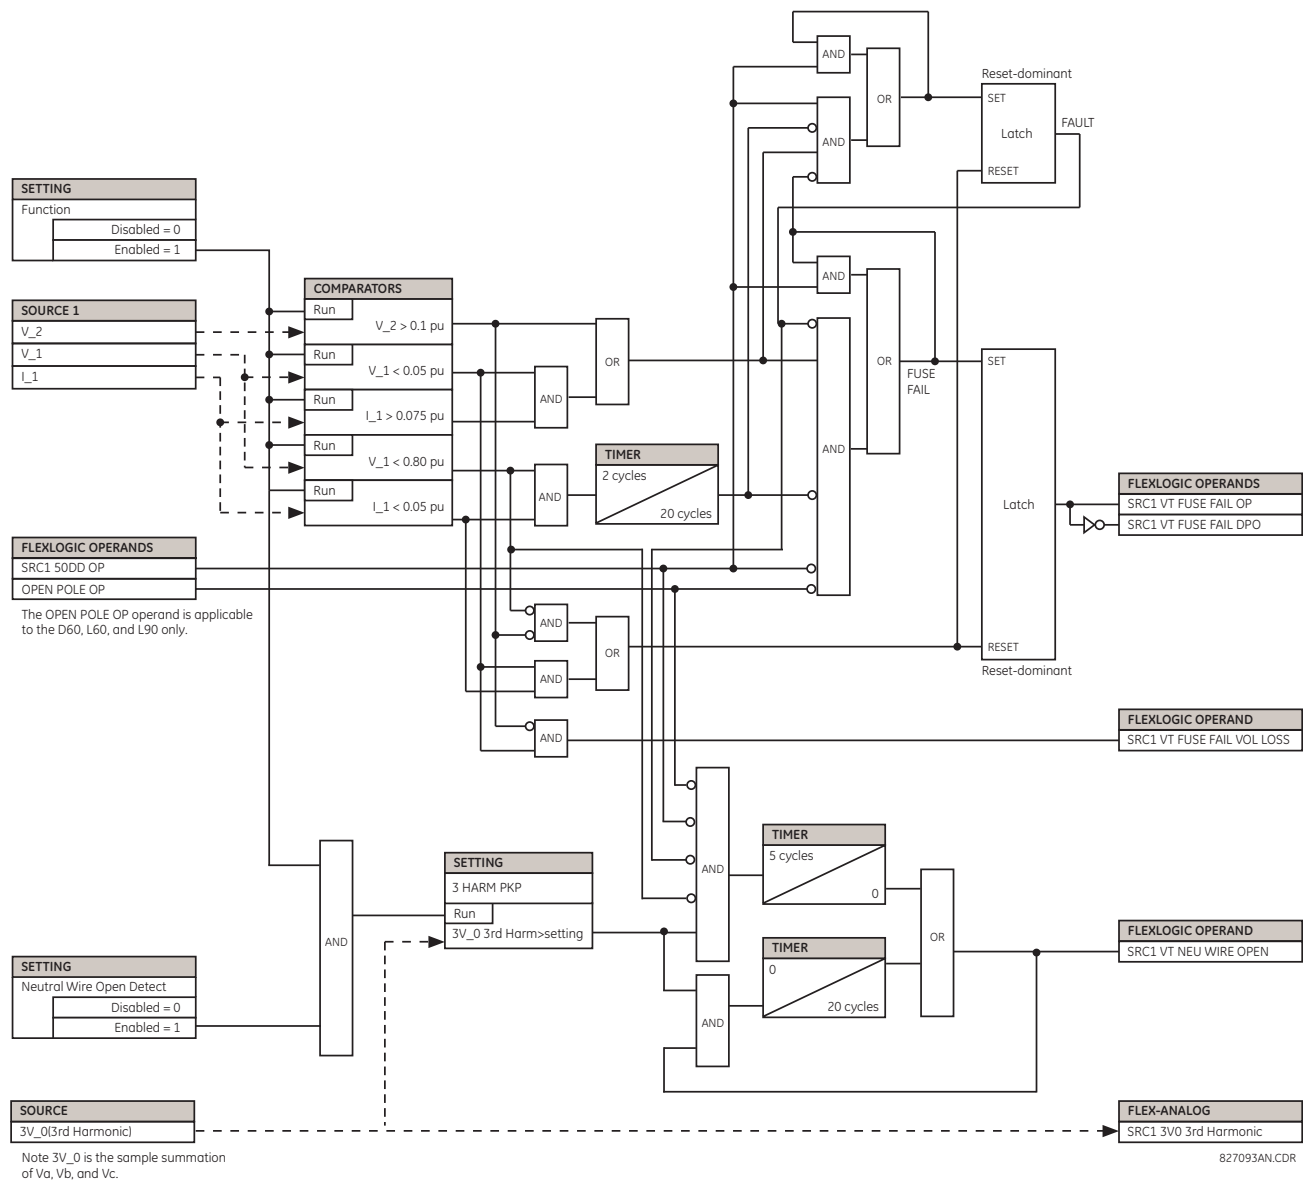 AND
OR
AND
Reset-dominant
SET
Latch
RESET
FAULT
SETTING
Function
Disabled = 0
Enabled = 1
SOURCE 1
V_2
V_1
I_1
COMPARATORS
Run
V_2 > 0.1 pu
Run
V_1 < 0.05 pu
Run
I_1 > 0.075 pu
Run
V_1 < 0.80 pu
Run
I_1 < 0.05 pu
AND
OR
AND
TIMER
2 cycles
20 cycles
AND
AND
OR
FUSE
FAIL
SET
Latch
RESET
Reset-dominant
FLEXLOGIC OPERANDS
SRC1 VT FUSE FAIL OP
SRC1 VT FUSE FAIL DPO
FLEXLOGIC OPERANDS
SRC1 50DD OP
OPEN POLE OP
The OPEN POLE OP operand is applicable
to the D60, L60, and L90 only.
AND
AND
OR
AND
FLEXLOGIC OPERAND
SRC1 VT FUSE FAIL VOL LOSS
AND
SETTING
3 HARM PKP
Run
3V_0 3rd Harm>setting
AND
TIMER
5 cycles
0
AND
TIMER
0
20 cycles
OR
FLEXLOGIC OPERAND
SRC1 VT NEU WIRE OPEN
SETTING
Neutral Wire Open Detect
Disabled = 0
Enabled = 1
SOURCE
3V_0(3rd Harmonic)
Note 3V_0 is the sample summation
of Va, Vb, and Vc.
FLEX-ANALOG
SRC1 3V0 3rd Harmonic
827093AN.CDR